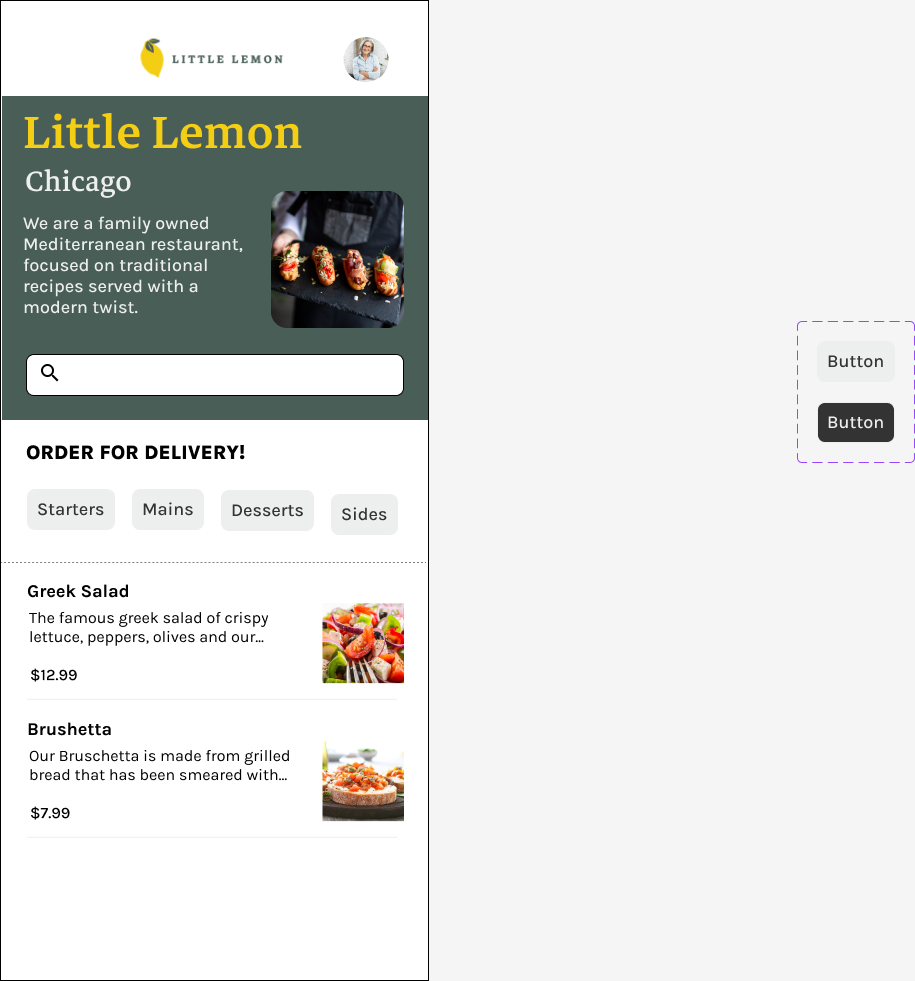 LITTLE LEMON
Little Lemon
Chicago
We are a family owned
Mediterranean restaurant,
focused on traditional
recipes served with a
modern twist.
ORDER FOR DELIVERY!
Starters Mains Desserts Sides
Greek Salad
The famous greek salad of crispy
lettuce, peppers, olives and our...
$12.99
Brushetta
Our Bruschetta is made from grilled
bread that has been smeared with...
$7.99
Button
Button